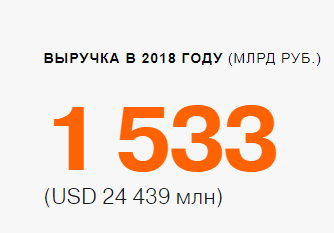 ВЫРУЧКА В 2018 ГОДУ (МЛРД РУБ.)
1 533
(USD 24 439 млн)